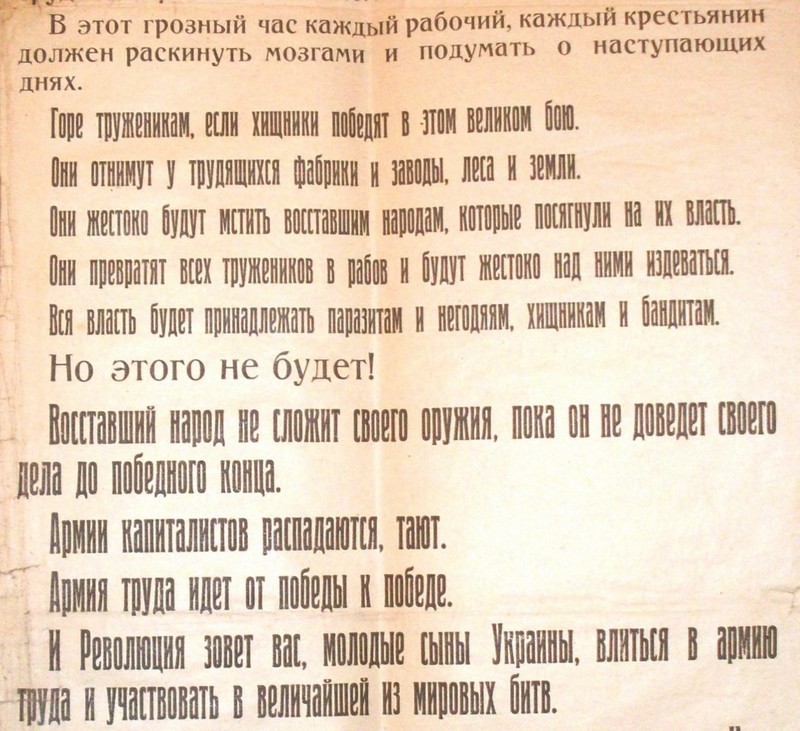 В этот грозный час каждый рабочий, каждый крестьянин
должен раскинуть мозгами и подумать о наступающих
днях.
Горе труженикам, если хищники победят в этом великом бою.
Они отнимут у трудящихся фабрики и заводы, леса и земли.
Они жестоко будут мстить восставшим народам, которые посягнули на их власть.
Они превратят всех тружеников в рабов и будут жестоко над ними издеваться.
Вся власть будет принадлежать паразитам и негодяям, хищникам и бандитам.
Но этого не будет!
Восставший народ не сложит своего оружия, пока он не доведет своего
дела до победного конца.
Армии капиталистов распадаются, тают.
Армия труда идет от победы к победе.
И Революция зовет вас, молодые сыны Украины, влиться в армию
труда и участвовать в величайшей из мировых битв.